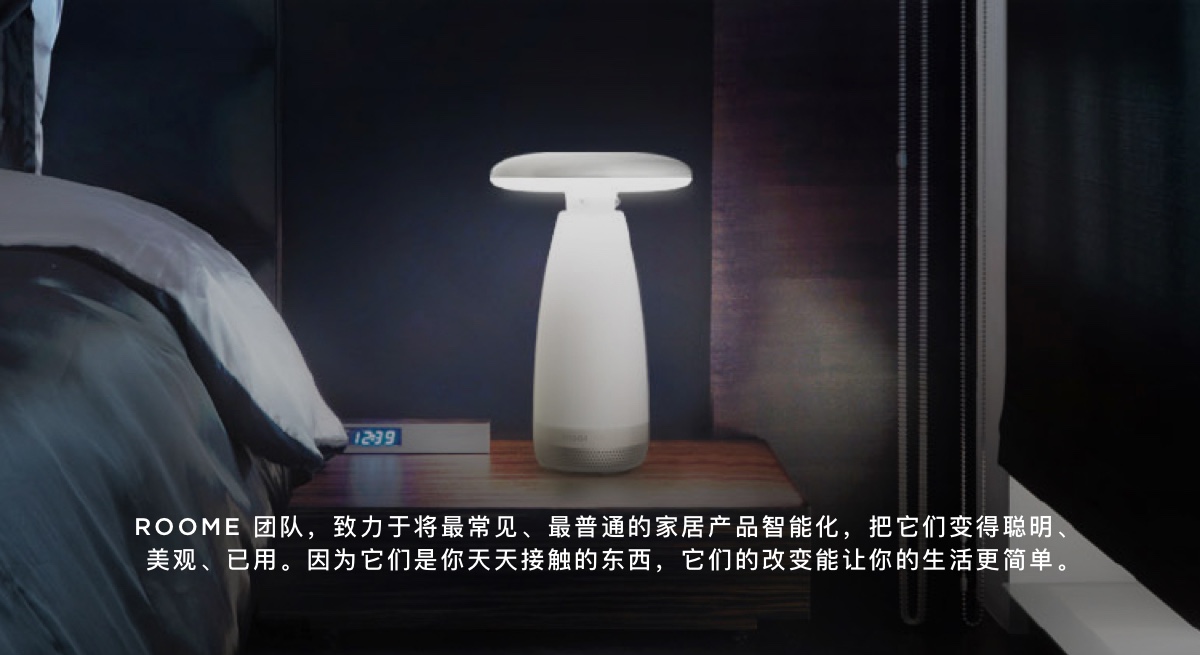 12:39
ROOME 团队，致力于将最常见、最普通的家居产品智能化，把它们变得聪明、
美观、已用。因为它们是你天天接触的东西，它们的改变能让你的生活更简单。